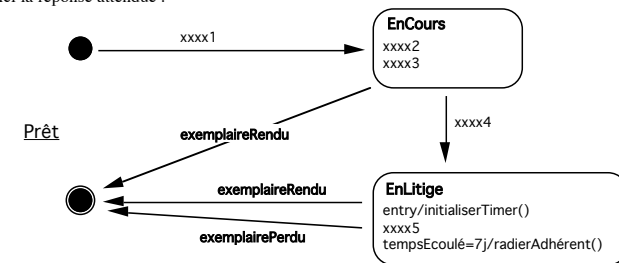 xxxx1
EnCours
xxxx2
xxxx3
xxxx4
Prêt
exemplaireRendu
exemplaireRendu
exemplairePerdu
EnLitige
entry/initialiserTimer()
xxxx5
tempsEcoulé=7j/radierAdhérent()